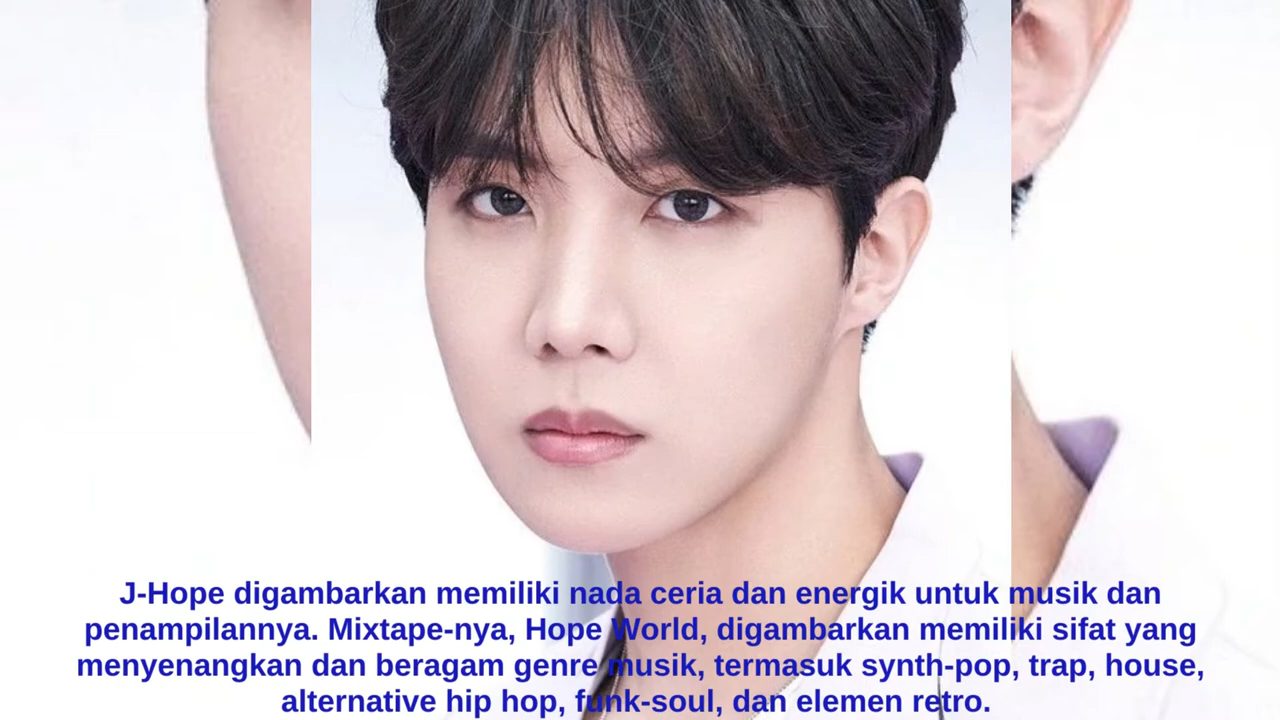 J-Hope digambarkan memiliki nada ceria dan energik untuk musik dan
penampilannya. Mixtape-nya, Hope World, digambarkan memiliki sifat yang
menyenangkan dan beragam genre musik, termasuk synth-pop, trap, house,
alternative hip hop, funk-soul, dan elemen retro.